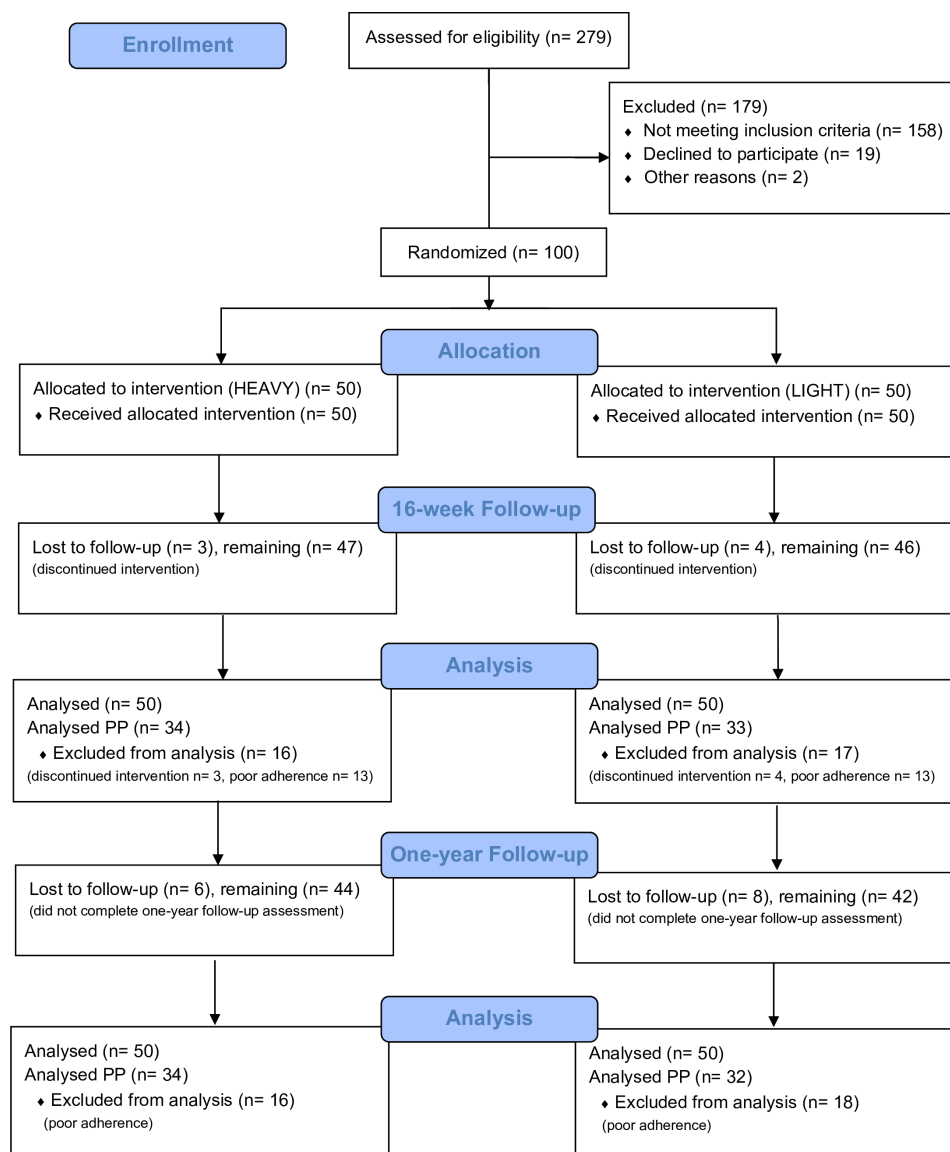 Enrollment
Assessed for eligibility (n= 279)
Excluded (n= 179)
♦ Not meeting inclusion criteria (n= 158)
♦ Declined to participate (n= 19)
♦ Other reasons (n= 2)
Randomized (n= 100)
Allocation
Allocated to intervention (HEAVY) (n= 50)
♦ Received allocated intervention (n= 50)
Allocated to intervention (LIGHT) (n= 50)
♦ Received allocated intervention (n= 50)
16-week Follow-up
Lost to follow-up (n= 3), remaining (n= 47)
(discontinued intervention)
Lost to follow-up (n= 4), remaining (n= 46)
(discontinued intervention)
Analysis
Analysed (n= 50)
Analysed PP (n= 34)
♦ Excluded from analysis (n= 16)
(discontinued intervention n= 3, poor adherence n= 13)
Analysed (n= 50)
Analysed PP (n= 33)
♦ Excluded from analysis (n= 17)
(discontinued intervention n= 4, poor adherence n= 13)
One-year Follow-up
Lost to follow-up (n= 6), remaining (n= 44)
(did not complete one-year follow-up assessment)
Lost to follow-up (n= 8), remaining (n= 42)
(did not complete one-year follow-up assessment)
Analysis
Analysed (n= 50)
Analysed PP (n= 34)
♦ Excluded from analysis (n= 16)
(poor adherence)
Analysed (n= 50)
Analysed PP (n= 32)
♦ Excluded from analysis (n= 18)
(poor adherence)